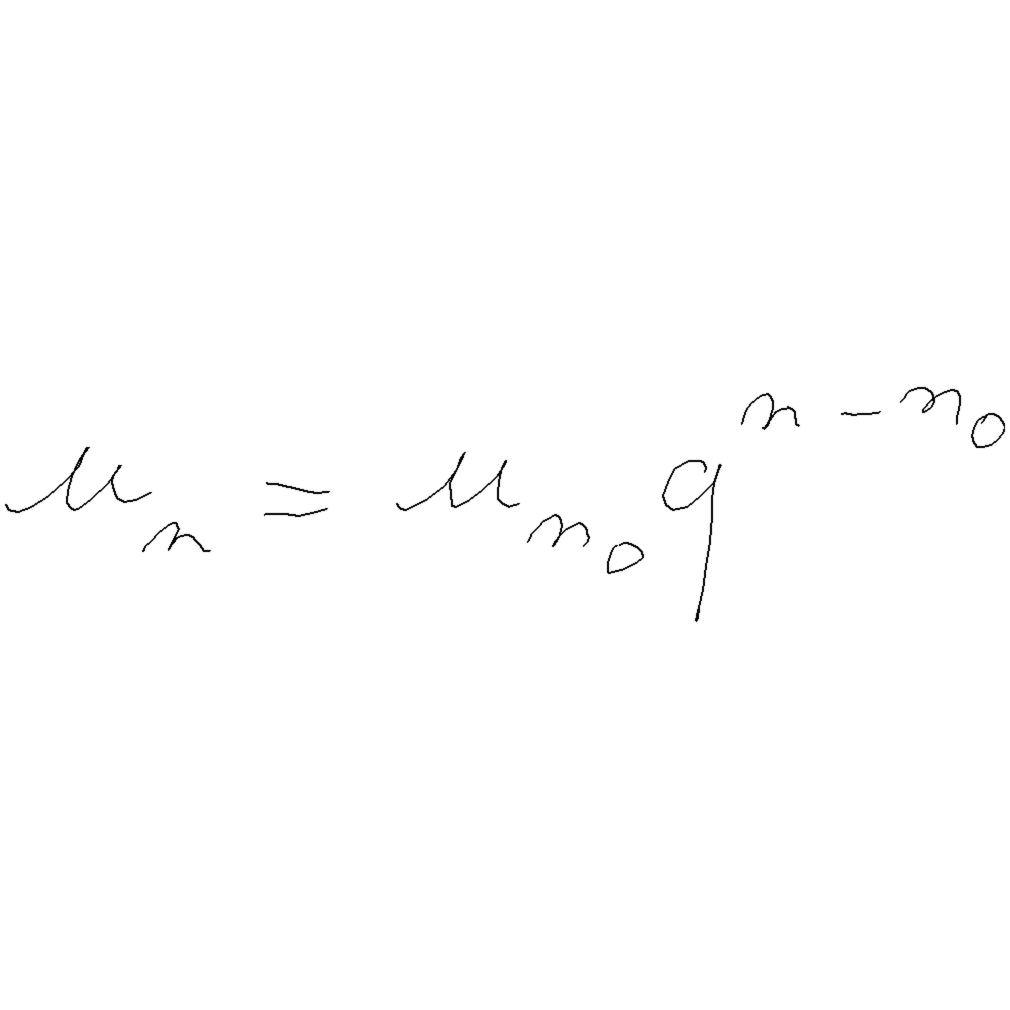 u_n = u_{n_0} q^{n - n_0}